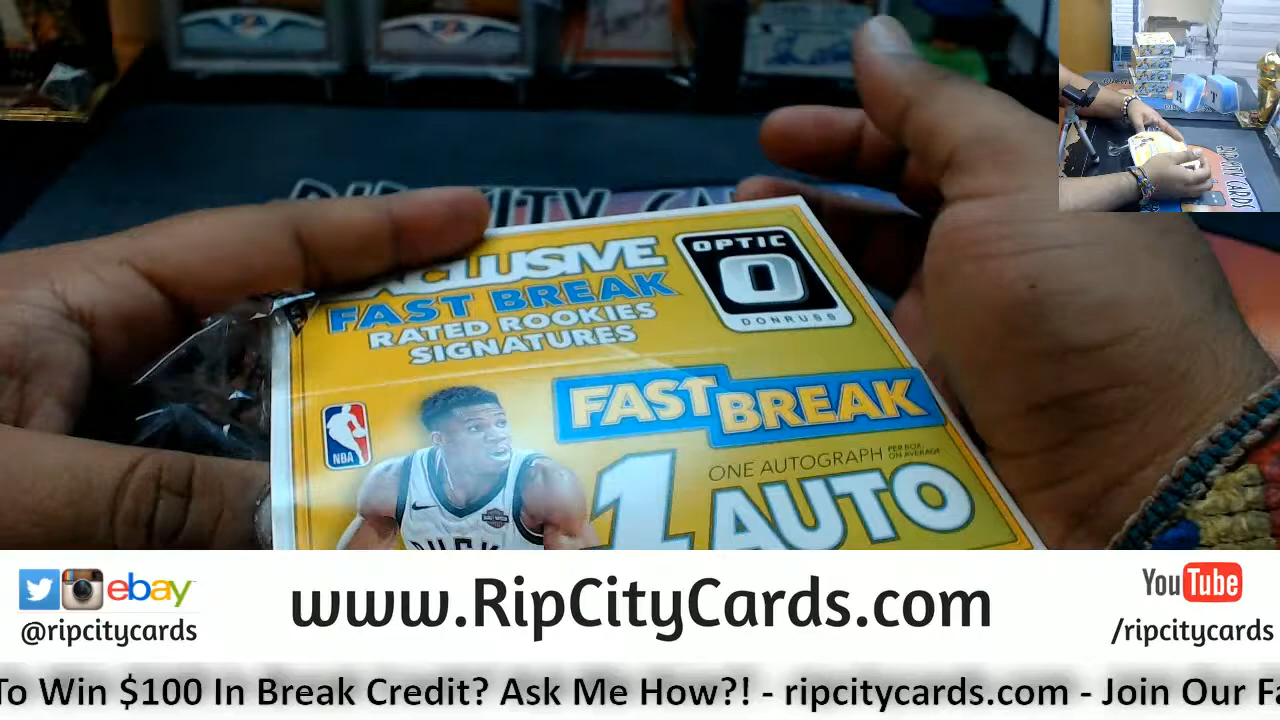 XCLUSIVE
FAST BREAK
RATED ROOKIES
SIGNATURES
OPTIC
O
DONRUSS
NBA
FAST BREAK
ONE AUTOGRAPH PER BOX, ON AVERAGE
1 AUTO
BUCK
ebay
@ripcitycards
www.RipCityCards.com
YouTube
/ripcitycards
To Win $100 In Break Credit? Ask Me How?! - ripcitycards.com - Join Our Fa